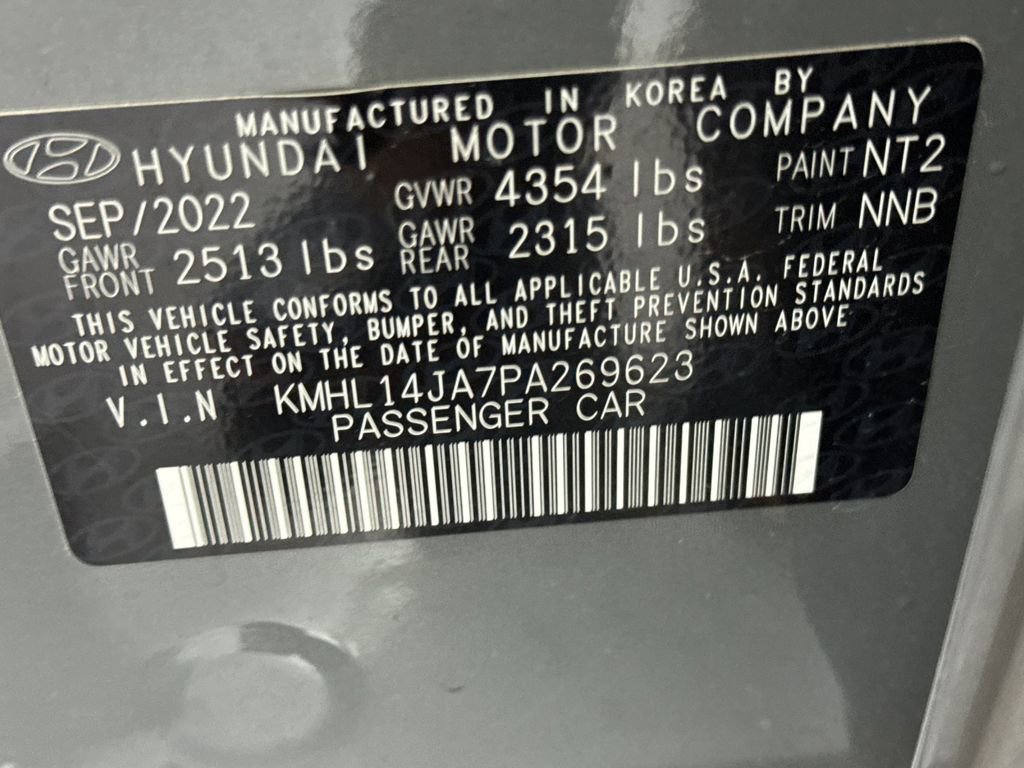 MANUFACTURED IN KOREA BY
HYUNDAI MOTOR COMPANY
SEP/2022 GVWR 4354 lbs PAINT NT2
GAWR FRONT 2513 lbs GAWR REAR 2315 lbs TRIM NNB
THIS VEHICLE CONFORMS TO ALL APPLICABLE U.S.A. FEDERAL
MOTOR VEHICLE SAFETY, BUMPER, AND THEFT PREVENTION STANDARDS
IN EFFECT ON THE DATE OF MANUFACTURE SHOWN ABOVE
V.I.N KMHL14JA7PA269623
PASSENGER CAR